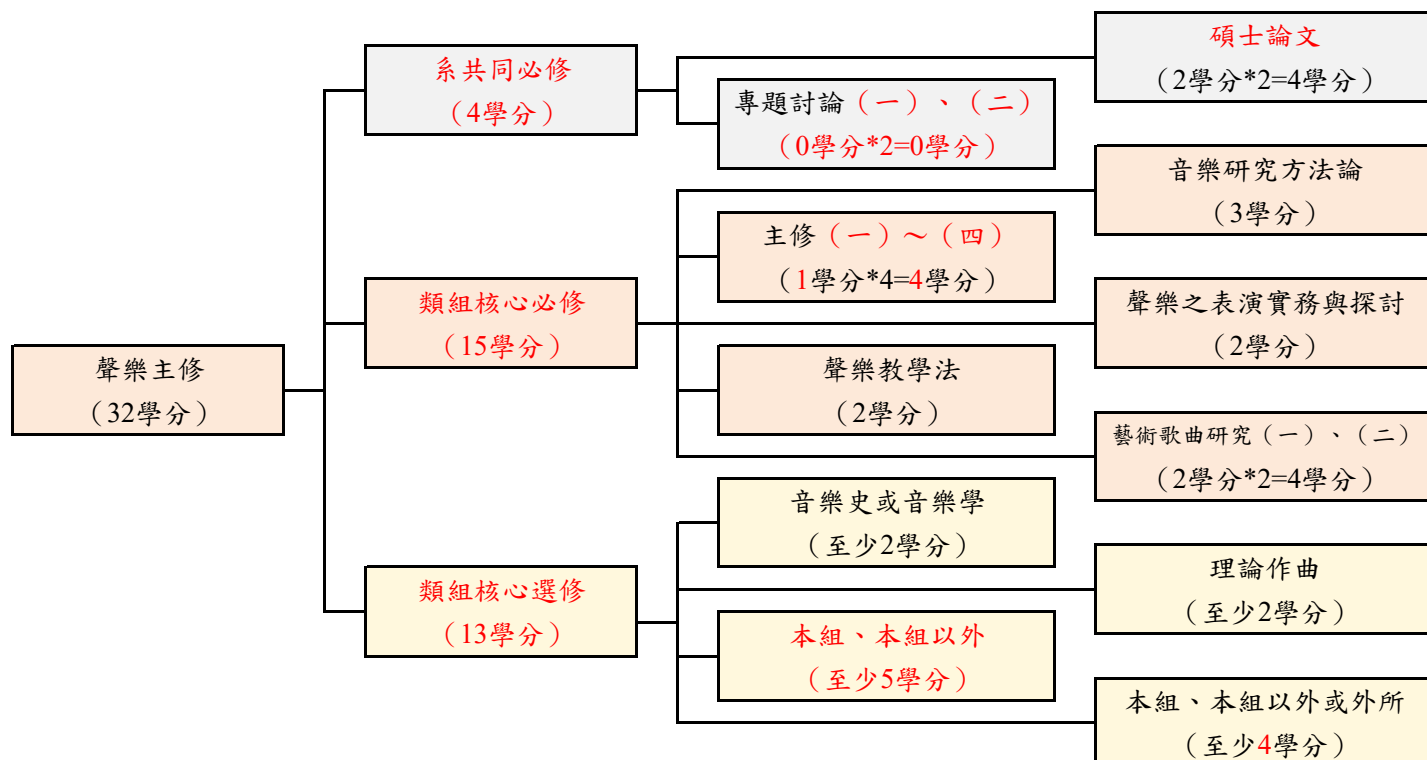 聲樂主修
（32學分）
系共同必修
（4學分）
碩士論文
（2學分*2=4學分）
專題討論（一）、（二）
（0學分*2=0學分）
類組核心必修
（15學分）
音樂研究方法論
（3學分）
主修（一）～（四）
（1學分*4=4學分）
聲樂之表演實務與探討
（2學分）
聲樂教學法
（2學分）
藝術歌曲研究（一）、（二）
（2學分*2=4學分）
類組核心選修
（13學分）
音樂史或音樂學
（至少2學分）
理論作曲
（至少2學分）
本組、本組以外
（至少5學分）
本組、本組以外或外所
（至少4學分）